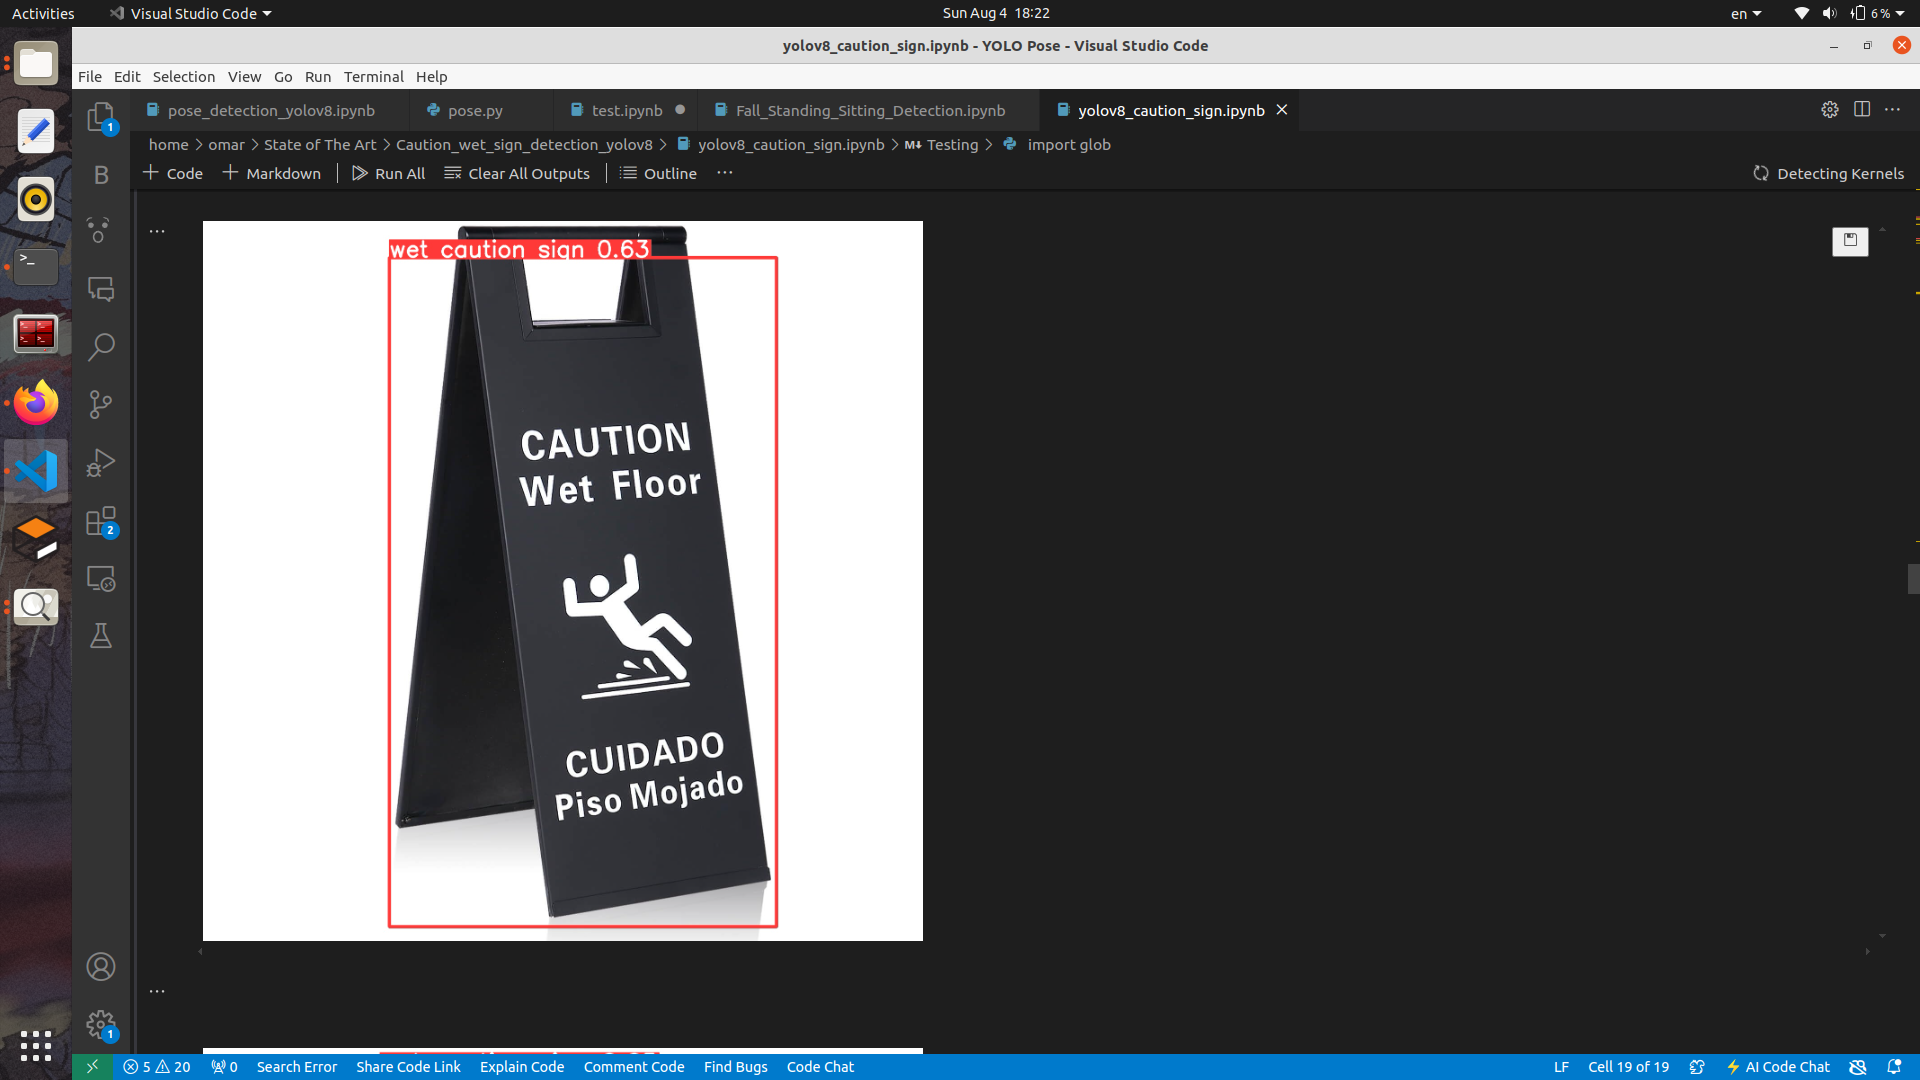 Activities
Visual Studio Code
Sun Aug 4 18:22
en
6 %
yolov8_caution_sign.ipynb - YOLO Pose - Visual Studio Code
File Edit Selection View Go Run Terminal Help
pose_detection_yolov8.ipynb
pose.py
test.ipynb
Fall_Standing_Sitting_Detection.ipynb
yolov8_caution_sign.ipynb
home > omar > State of The Art > Caution_wet_sign_detection_yolov8 > yolov8_caution_sign.ipynb > M↓ Testing > import glob
+ Code + Markdown Run All Clear All Outputs Outline ...
Detecting Kernels
wet caution sign 0.63
CAUTION
Wet Floor
CUIDADO
Piso Mojado
1
B
2
1
5 20 0 Search Error Share Code Link Explain Code Comment Code Find Bugs Code Chat
LF Cell 19 of 19 AI Code Chat